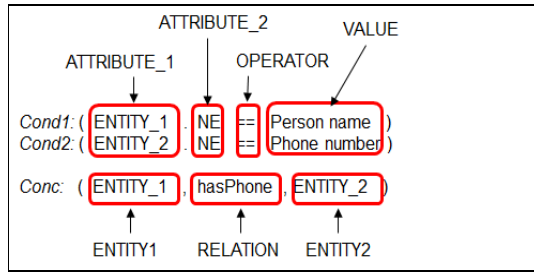 ATTRIBUTE_2 VALUE
ATTRIBUTE_1 OPERATOR
Cond1: ( ENTITY_1 . NE == Person name )
Cond2: ( ENTITY_2 . NE == Phone number )
Conc: ( ENTITY_1 , hasPhone , ENTITY_2 )
ENTITY1 RELATION ENTITY2